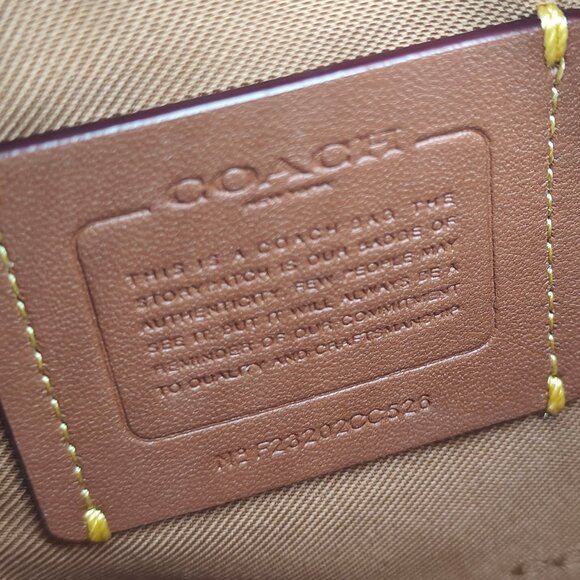 COACH
NEW YORK
THIS IS A COACH BAG THE
STORYPATCH IS OUR BADGE OF
AUTHENTICITY. FEW PEOPLE MAY
SEE IT, BUT IT WILL ALWAYS BE A
REMINDER OF OUR COMMITMENT
TO QUALITY AND CRAFTSMANSHIP.
F23202CC526